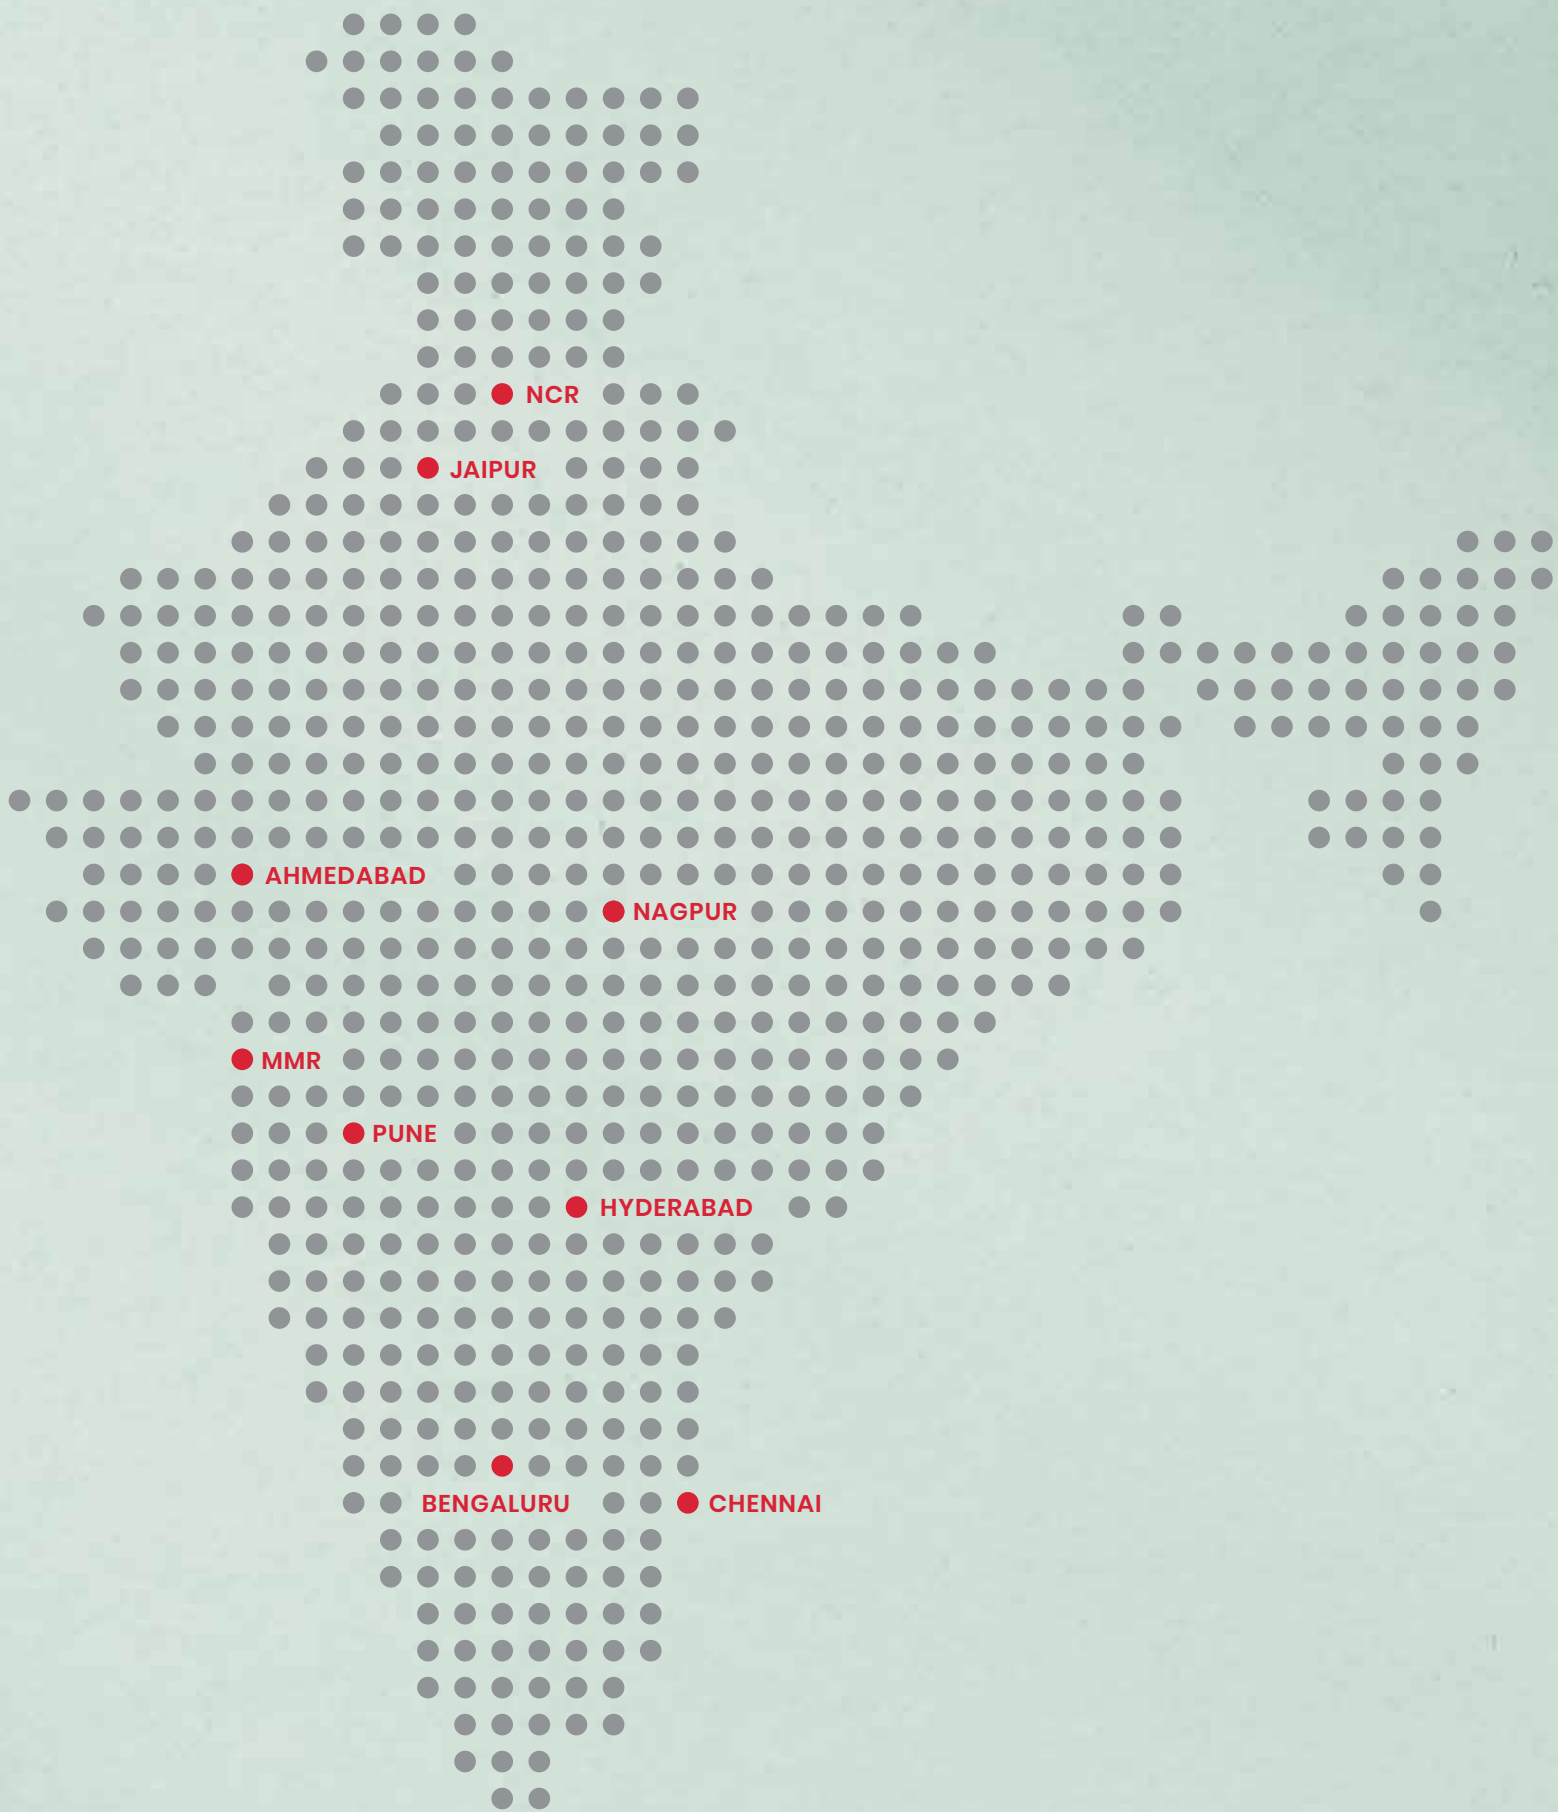 NCR
JAIPUR
AHMEDABAD
NAGPUR
MMR
PUNE
HYDERABAD
BENGALURU
CHENNAI